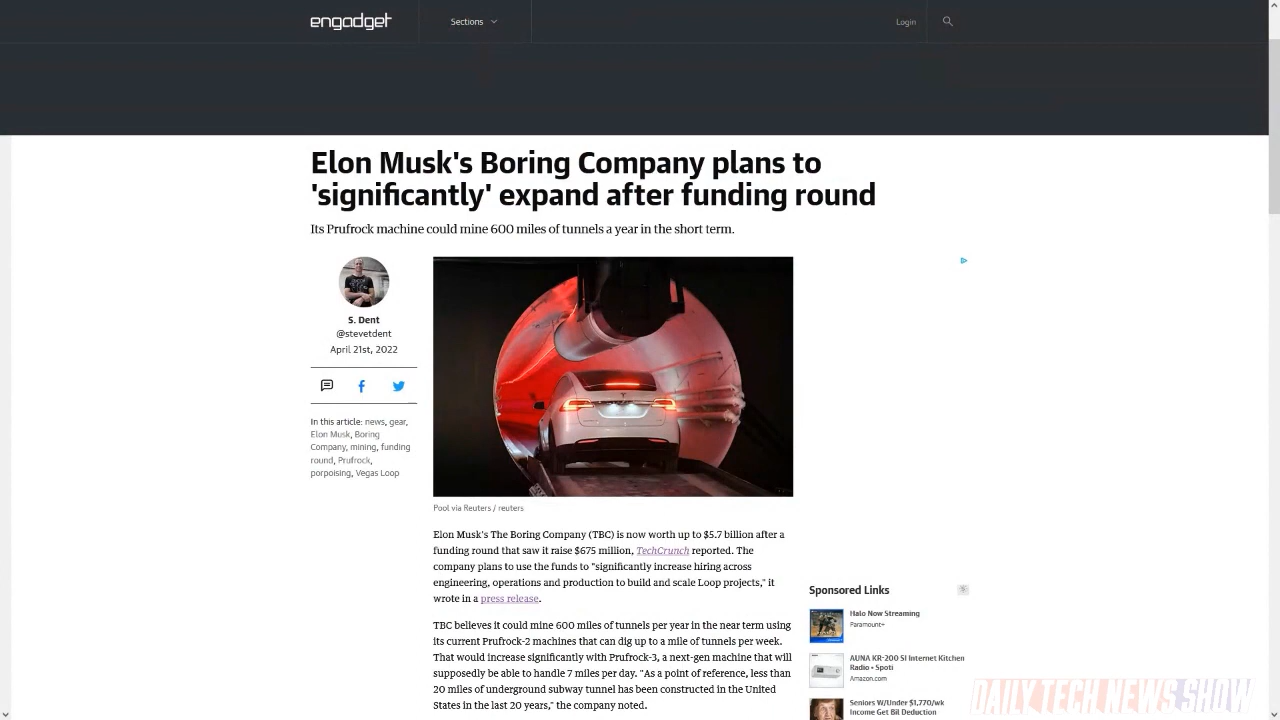 engadget
Sections
Login
Elon Musk's Boring Company plans to
'significantly' expand after funding round
Its Prufrock machine could mine 600 miles of tunnels a year in the short term.
S. Dent
@stevetdent
April 21st, 2022
In this article: news, gear,
Elon Musk, Boring
Company, mining, funding
round, Prufrock,
porpoising, Vegas Loop
Pool via Reuters / reuters
Elon Musk's The Boring Company (TBC) is now worth up to $5.7 billion after a
funding round that saw it raise $675 million, TechCrunch reported. The
company plans to use the funds to "significantly increase hiring across
engineering, operations and production to build and scale Loop projects," it
wrote in a press release.
TBC believes it could mine 600 miles of tunnels per year in the near term using
its current Prufrock-2 machines that can dig up to a mile of tunnels per week.
That would increase significantly with Prufrock-3, a next-gen machine that will
supposedly be able to handle 7 miles per day. "As a point of reference, less than
20 miles of underground subway tunnel has been constructed in the United
States in the last 20 years," the company noted.
Sponsored Links
Halo Now Streaming
Paramount+
AUNA KR-200 SI Internet Kitchen
Radio • Spoti
Amazon.com
Seniors W/Under $1,770/wk
Income Get Bil Deduction
DAILY TECH NEWS SHOW